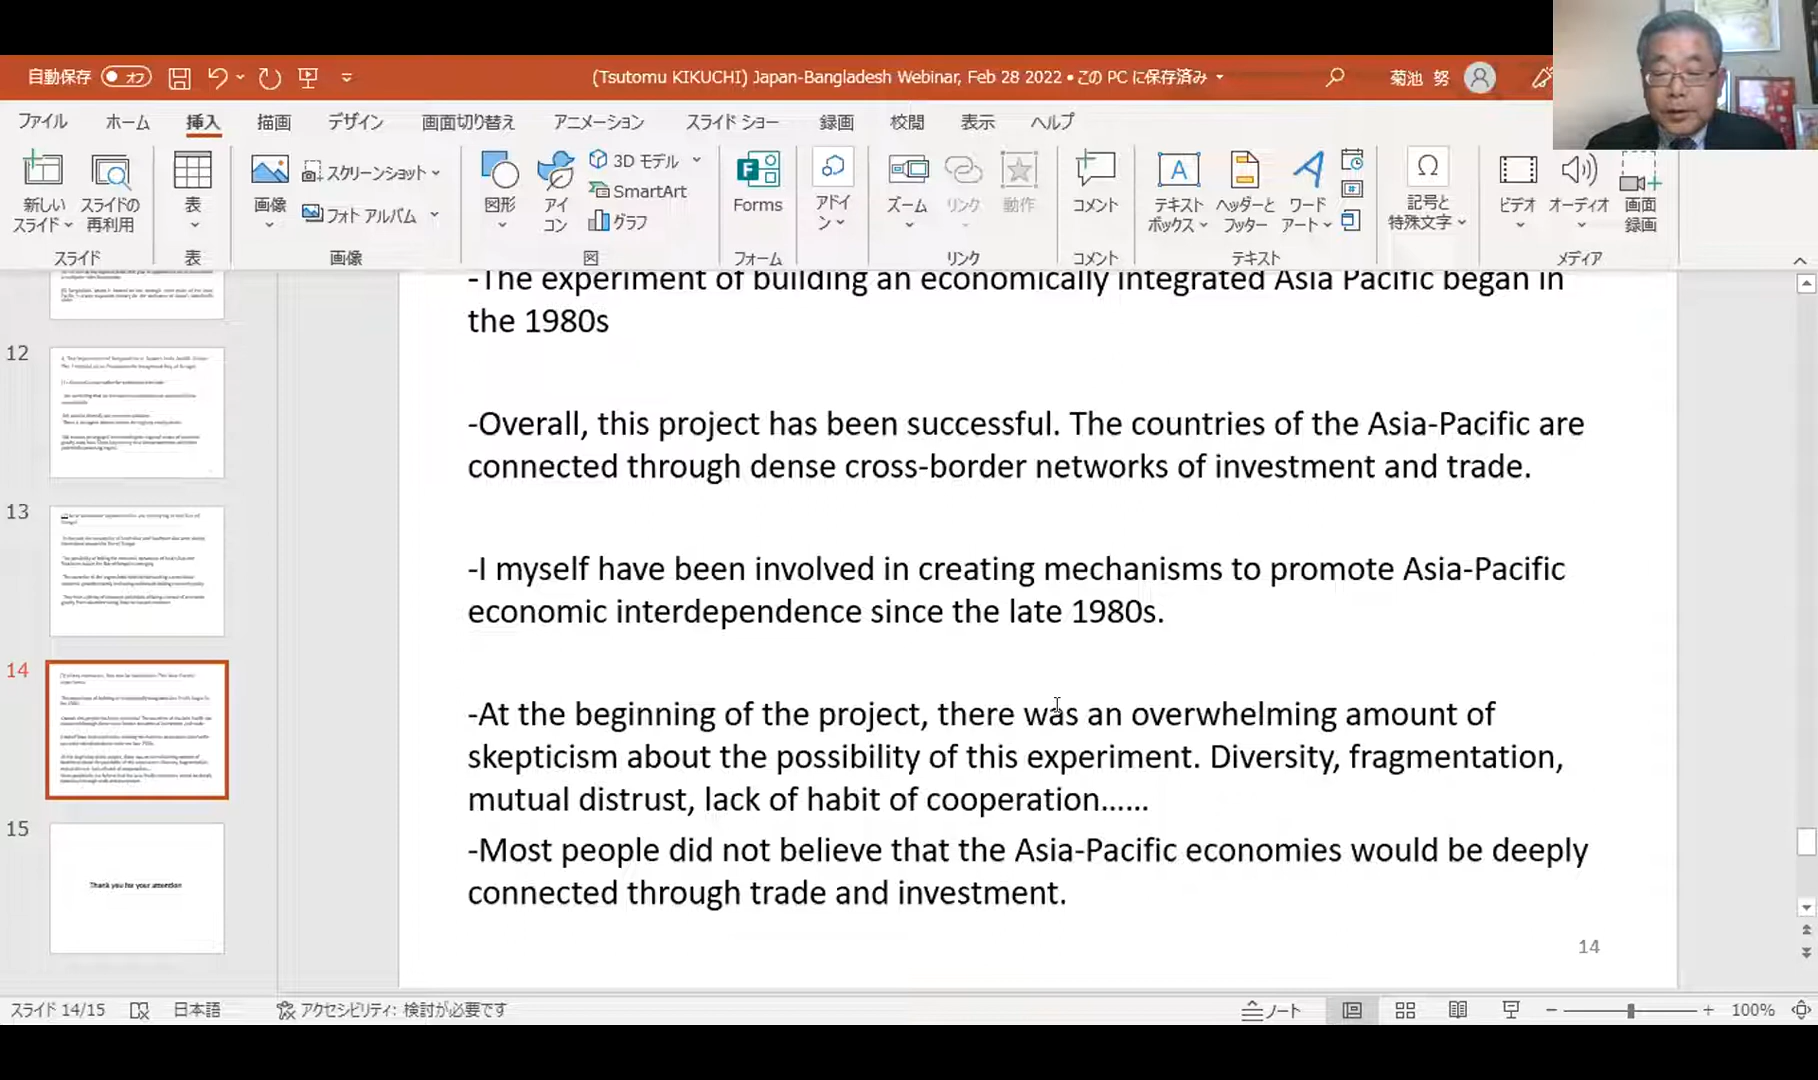 自動保存 オフ
(Tsutomu KIKUCHI) Japan-Bangladesh Webinar, Feb 28 2022 • この PC に保存済み
菊池 努
ファイル ホーム 挿入 描画 デザイン 画面切り替え アニメーション スライド ショー 録画 校閲 表示 ヘルプ
新しい
スライド
スライドの
再利用
スライド
表
表
画像
スクリーンショット
フォト アルバム
画像
図形
アイ
コン
3D モデル
SmartArt
グラフ
図
Forms
フォーム
アドイ
ン
ズーム
リンク
動作
リンク
コメント
コメント
テキスト
ボックス
ヘッダーと
フッター
ワード
アート
テキスト
記号と
特殊文字
ビデオ
オーディオ
画面
録画
メディア
-The experiment of building an economically integrated Asia Pacific began in
the 1980s
-Overall, this project has been successful. The countries of the Asia-Pacific are
connected through dense cross-border networks of investment and trade.
-I myself have been involved in creating mechanisms to promote Asia-Pacific
economic interdependence since the late 1980s.
-At the beginning of the project, there was an overwhelming amount of
skepticism about the possibility of this experiment. Diversity, fragmentation,
mutual distrust, lack of habit of cooperation......
-Most people did not believe that the Asia-Pacific economies would be deeply
connected through trade and investment.
14
12
13
14
15
Thank you for your attention
スライド 14/15 日本語 アクセシビリティ: 検討が必要です ノート 100%